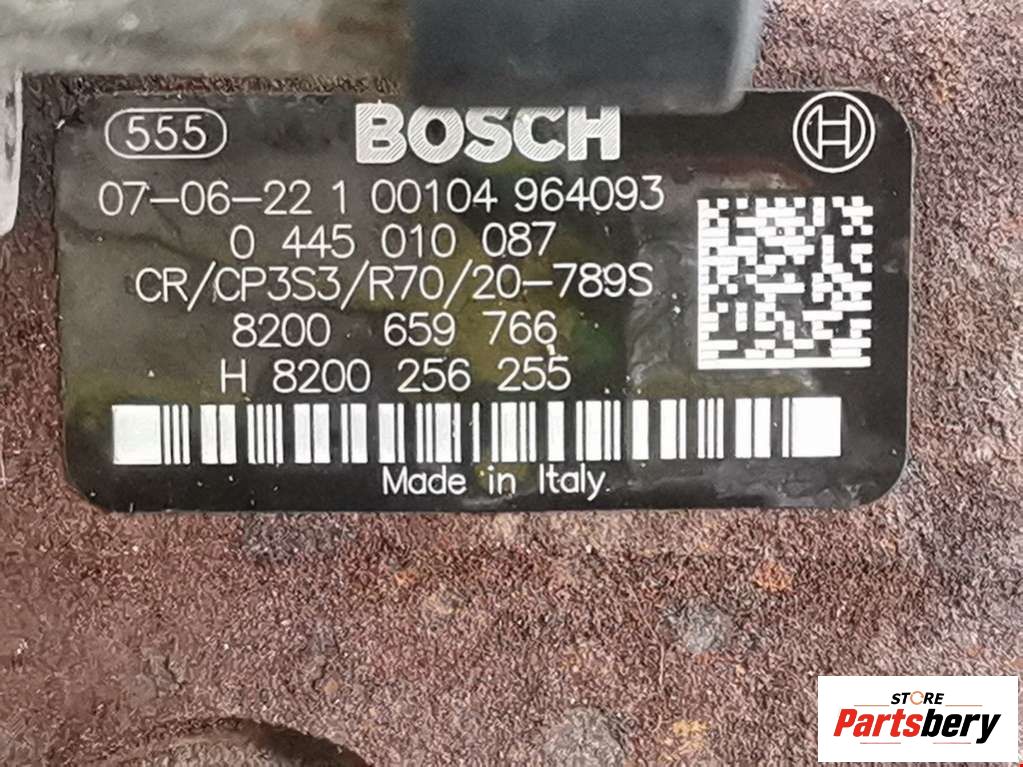 555 BOSCH
07-06-22 1 00104 964093
0 445 010 087
CR/CP3S3/R70/20-789S
8200 659 766
H 8200 256 255
Made in Italy.
STORE
Partsbery